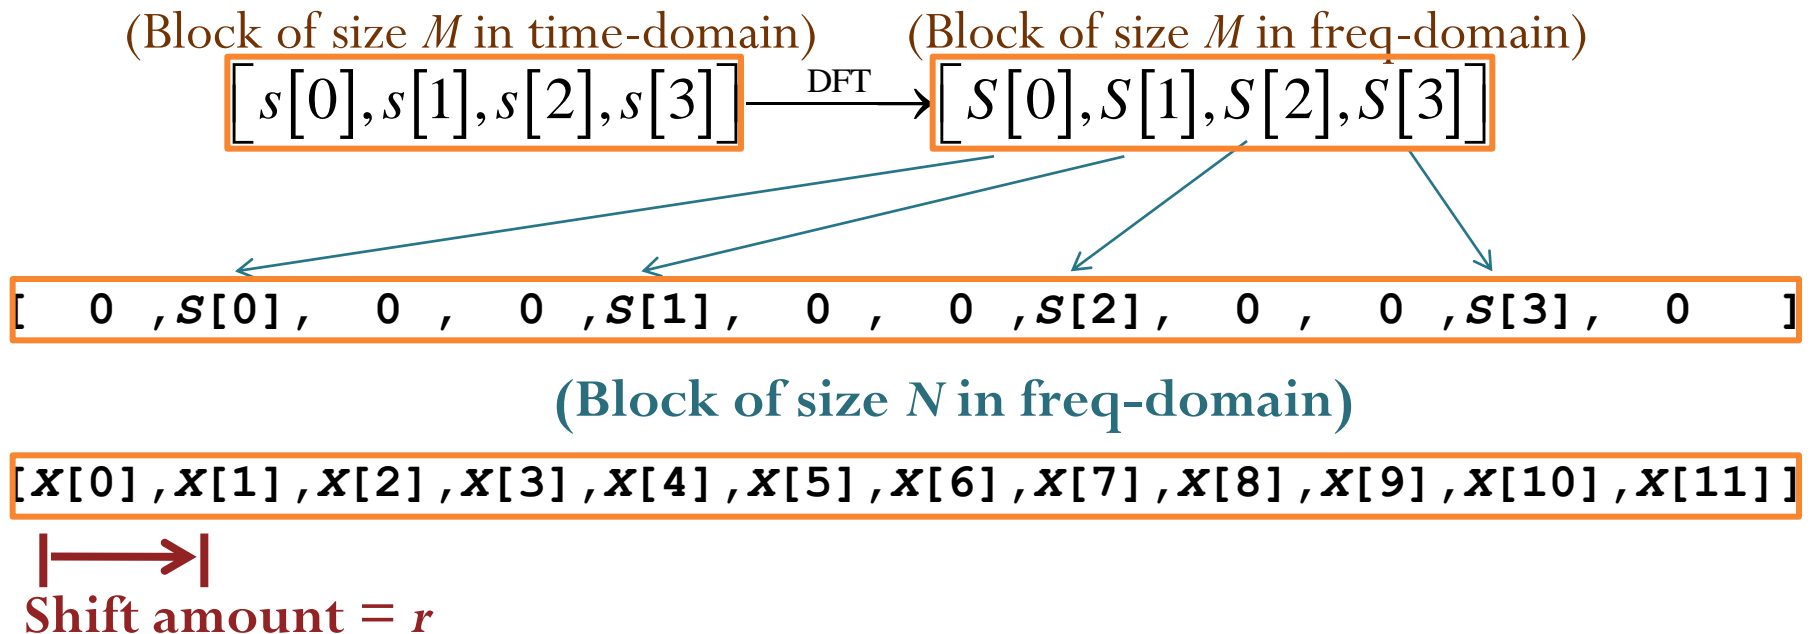 (Block of size M in time-domain) (Block of size M in freq-domain)
[s[0],s[1],s[2],s[3]] DFT [S[0],S[1],S[2],S[3]]
[ 0 ,S[0], 0 , 0 ,S[1], 0 , 0 ,S[2], 0 , 0 ,S[3], 0 ]
(Block of size N in freq-domain)
[X[0],X[1],X[2],X[3],X[4],X[5],X[6],X[7],X[8],X[9],X[10],X[11]]
Shift amount = r